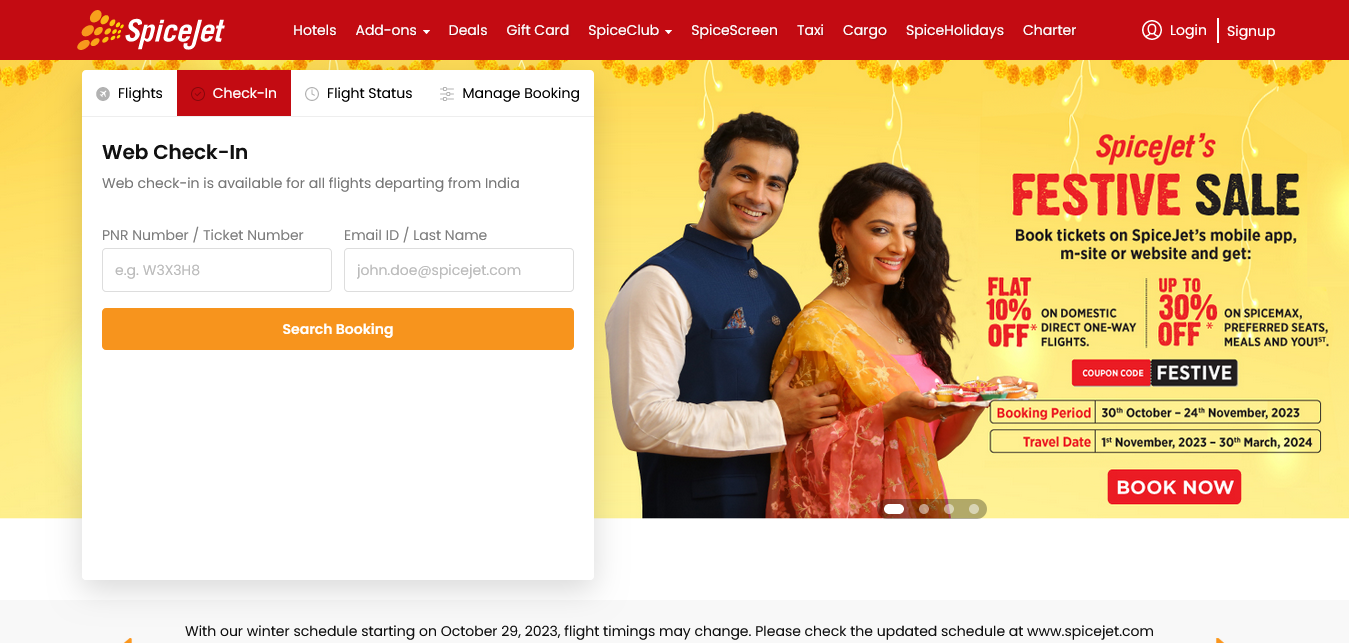 SpiceJet
Hotels Add-ons Deals Gift Card SpiceClub SpiceScreen Taxi Cargo SpiceHolidays Charter
Login Signup
Flights Check-In Flight Status Manage Booking
Web Check-In
Web check-in is available for all flights departing from India
PNR Number / Ticket Number Email ID / Last Name
e.g. W3X3H8 john.doe@spicejet.com
Search Booking
SpiceJet's
FESTIVE SALE
Book tickets on SpiceJet's mobile app,
m-site or website and get:
FLAT
10%
OFF*
ON DOMESTIC
DIRECT ONE-WAY
FLIGHTS.
UP TO
30%
OFF*
ON SPICEMAX,
PREFERRED SEATS,
MEALS AND YOU1ST.
COUPON CODE FESTIVE
Booking Period 30th October – 24th November, 2023
Travel Date 1st November, 2023 – 30th March, 2024
BOOK NOW
With our winter schedule starting on October 29, 2023, flight timings may change. Please check the updated schedule at www.spicejet.com